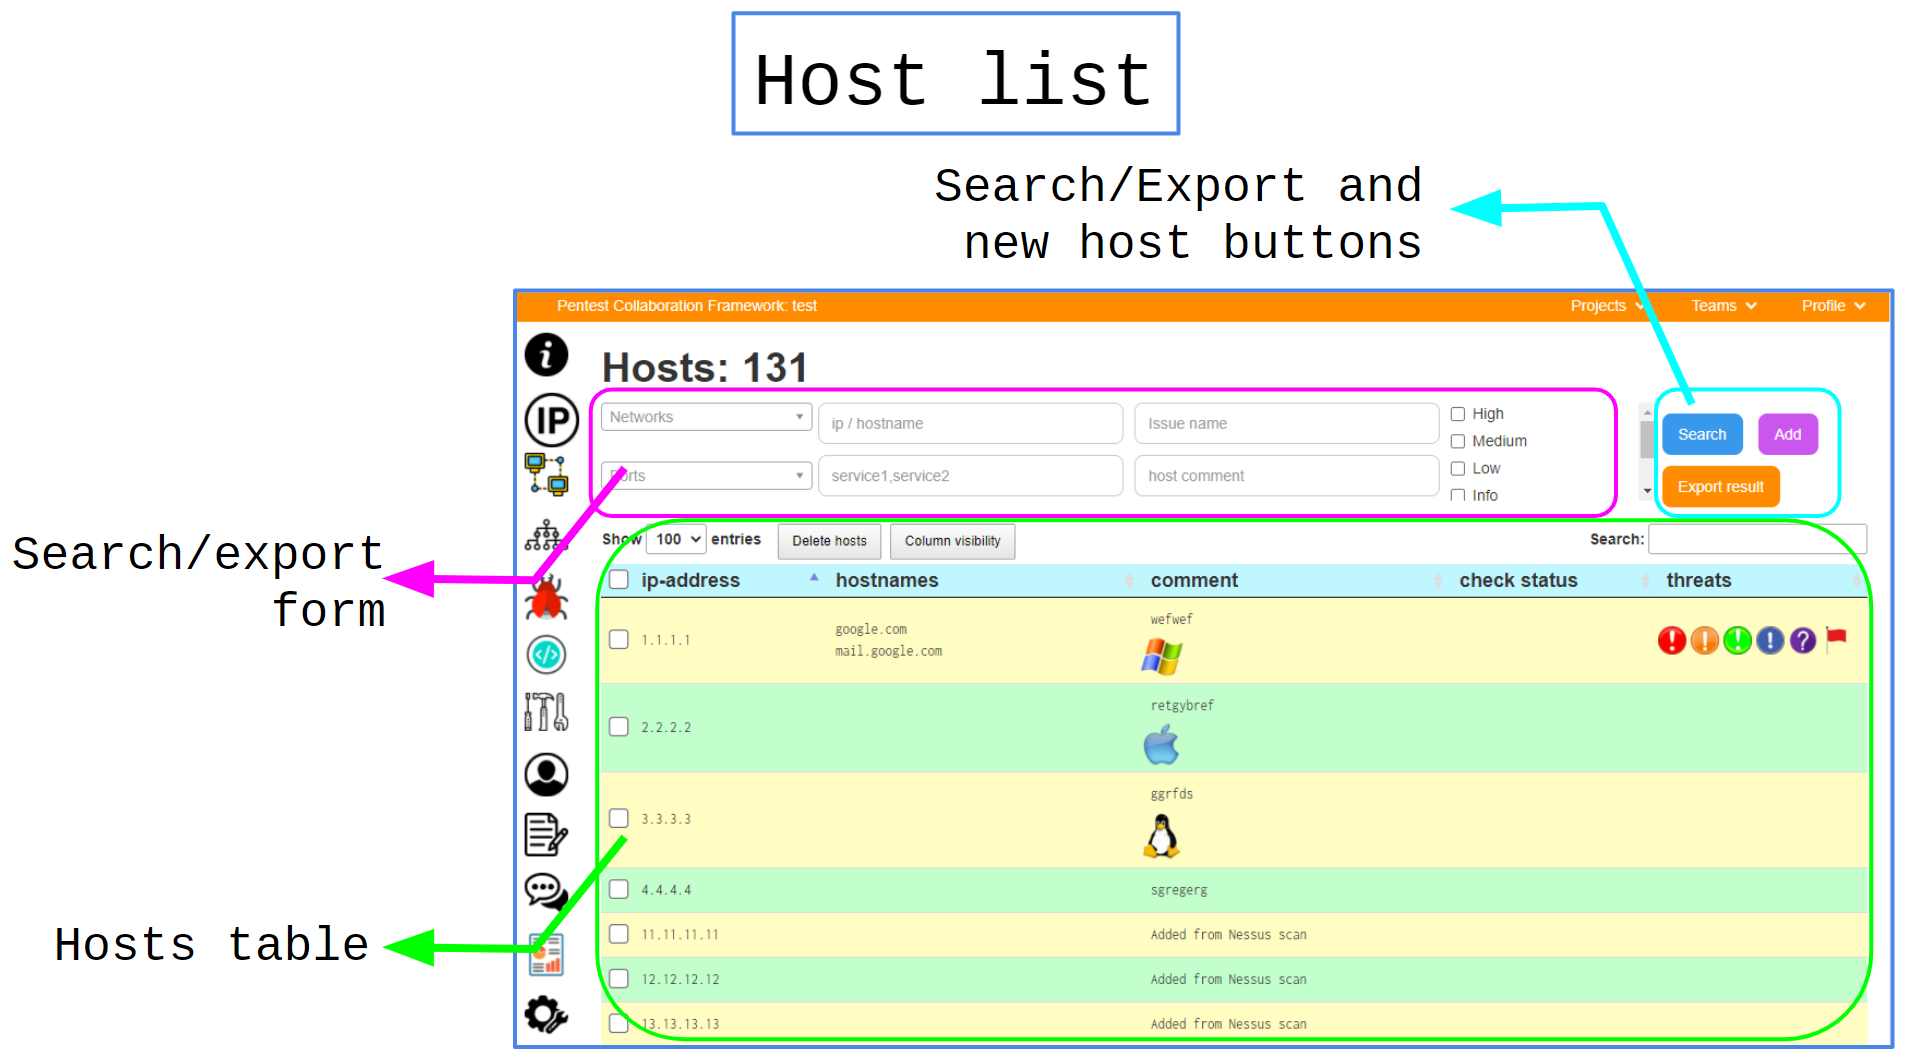 Host list
Search/Export and
new host buttons
Pentest Collaboration Framework: test
Projects
Teams
Profile
IP
Hosts: 131
Networks
ip / hostname
Issue name
High
Medium
Low
Info
Ports
service1,service2
host comment
Search
Add
Export result
Search/export
form
Show 100 entries
Delete hosts
Column visibility
Search:
ip-address
hostnames
comment
check status
threats
1.1.1.1
google.com
mail.google.com
wefwef
2.2.2.2
retgybref
3.3.3.3
ggrfds
4.4.4.4
sgregerg
Hosts table
11.11.11.11
Added from Nessus scan
12.12.12.12
Added from Nessus scan
13.13.13.13
Added from Nessus scan